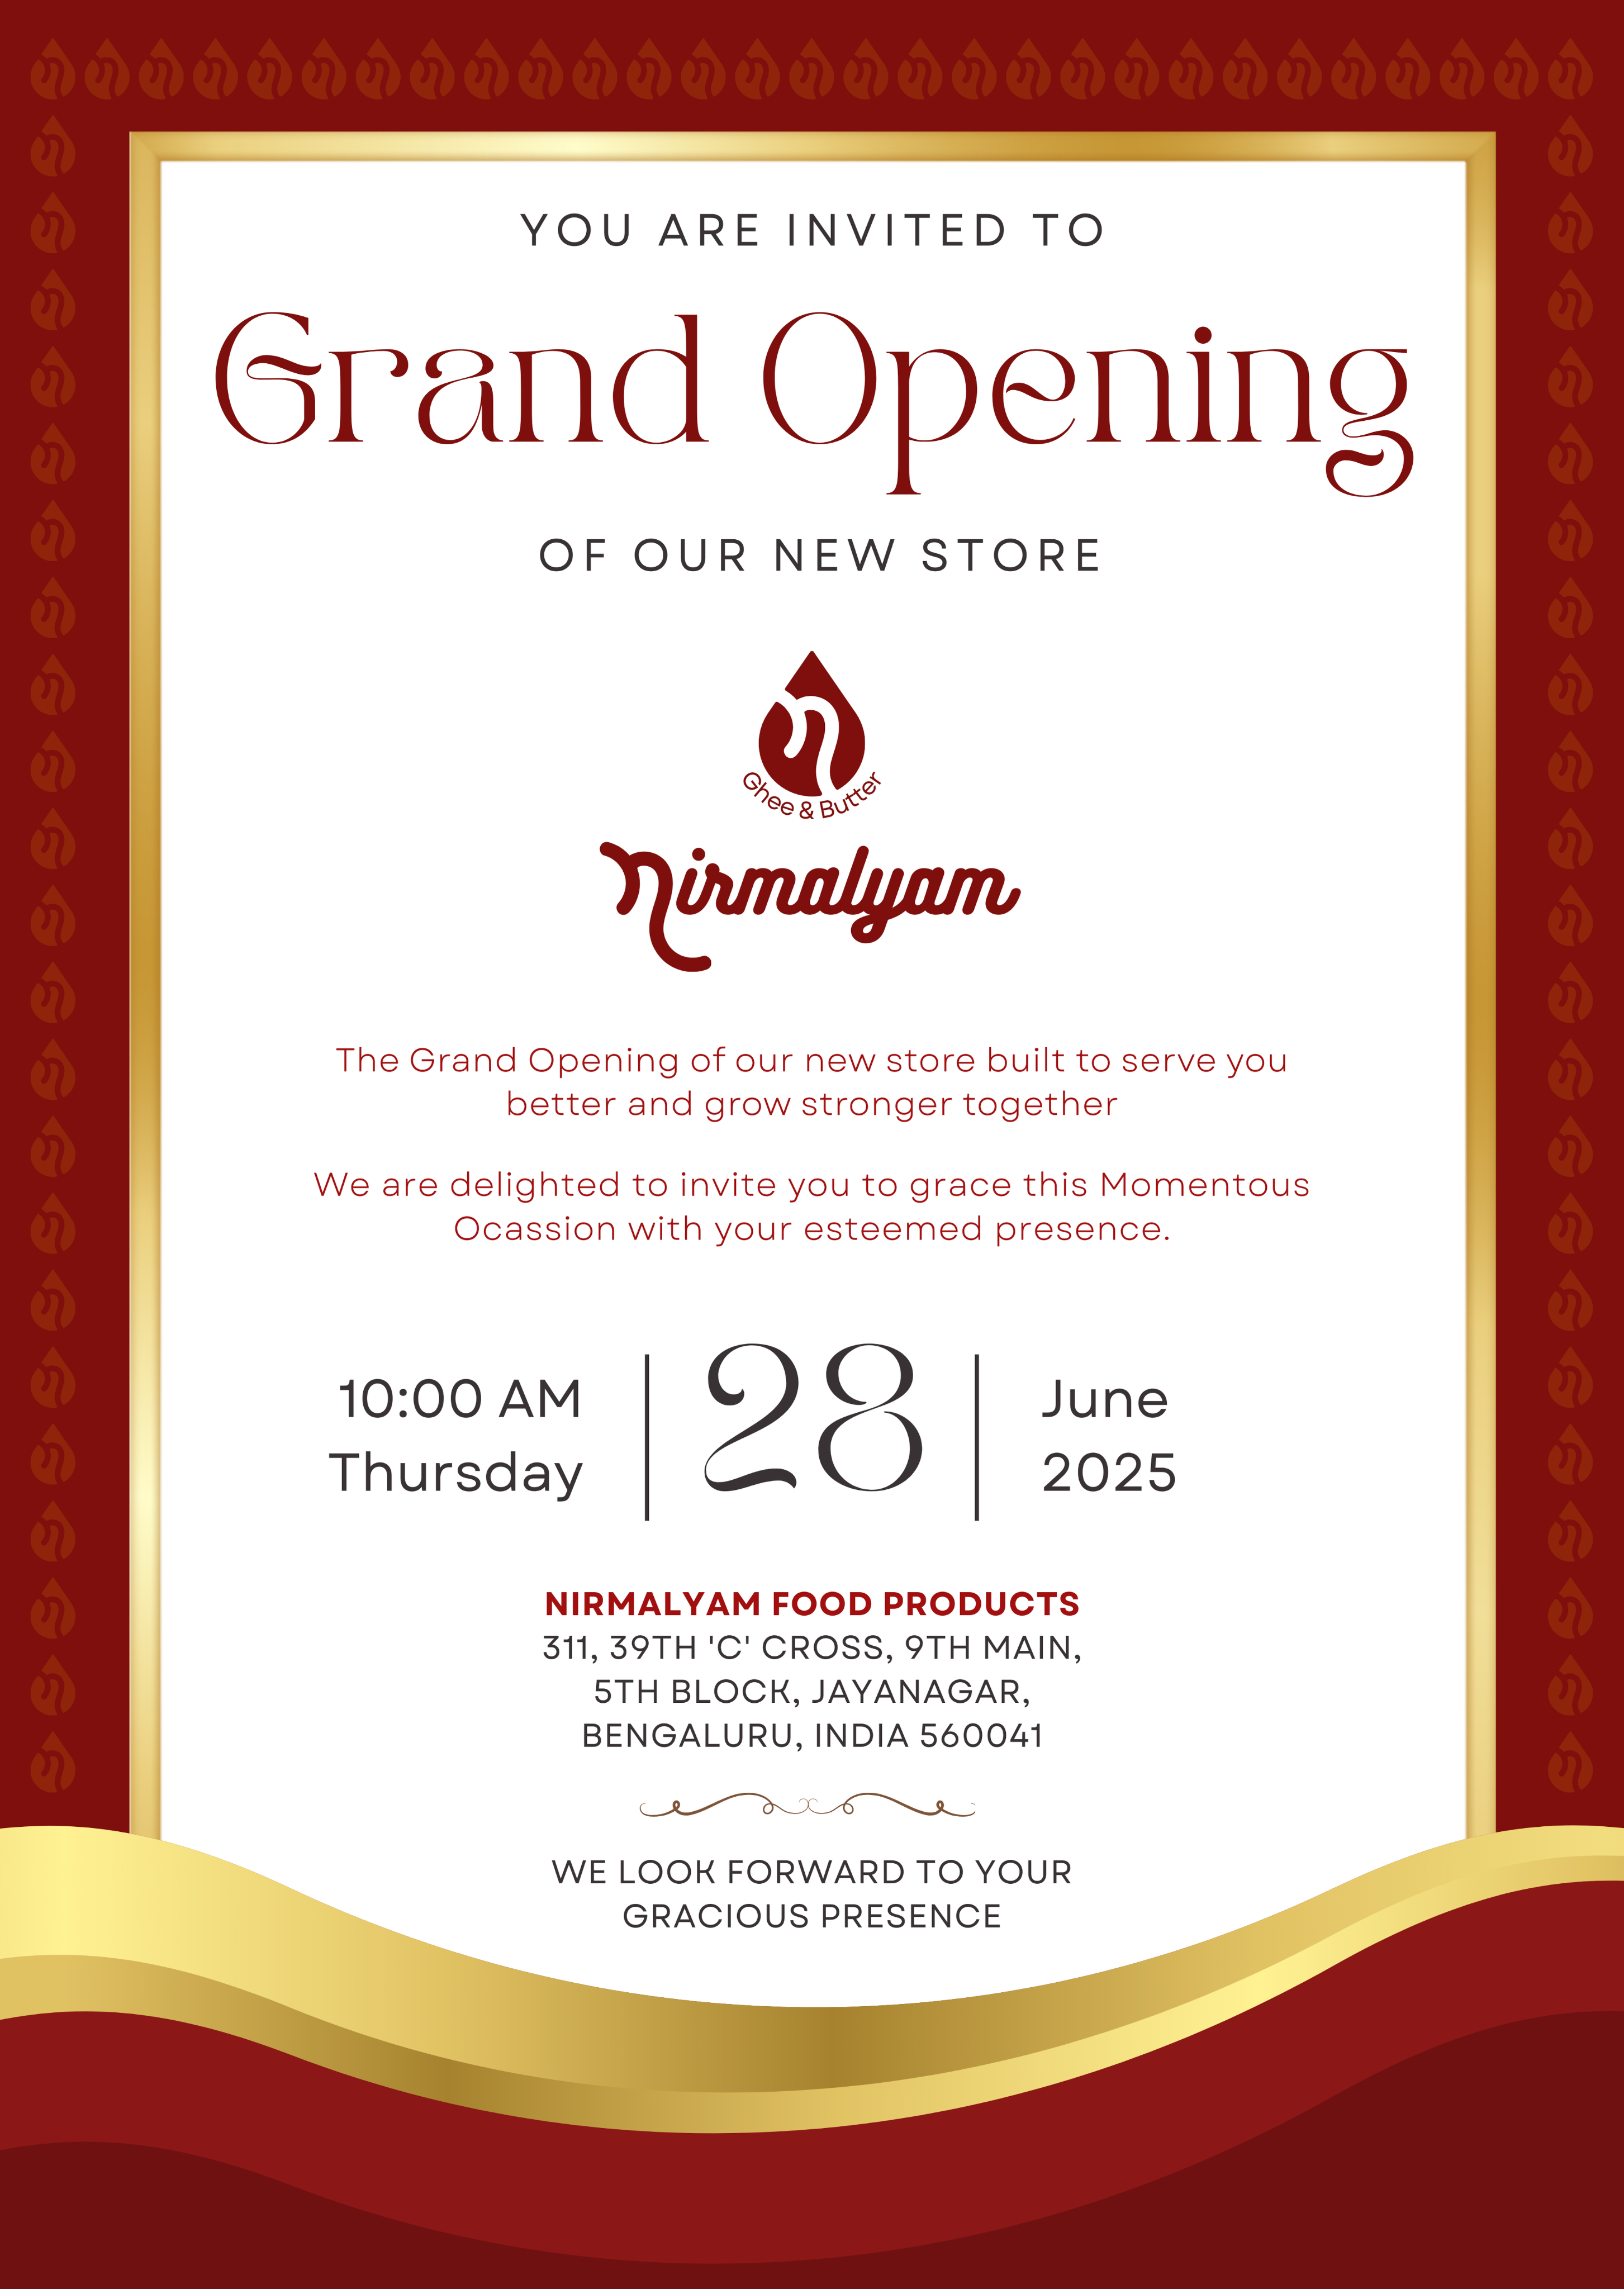 YOU ARE INVITED TO
Grand Opening
OF OUR NEW STORE
Ghee & Butter
Nirmalyam
The Grand Opening of our new store built to serve you
better and grow stronger together
We are delighted to invite you to grace this Momentous
Ocassion with your esteemed presence.
10:00 AM
Thursday
28
June
2025
NIRMALYAM FOOD PRODUCTS
311, 39TH 'C' CROSS, 9TH MAIN,
5TH BLOCK, JAYANAGAR,
BENGALURU, INDIA 560041
WE LOOK FORWARD TO YOUR
GRACIOUS PRESENCE